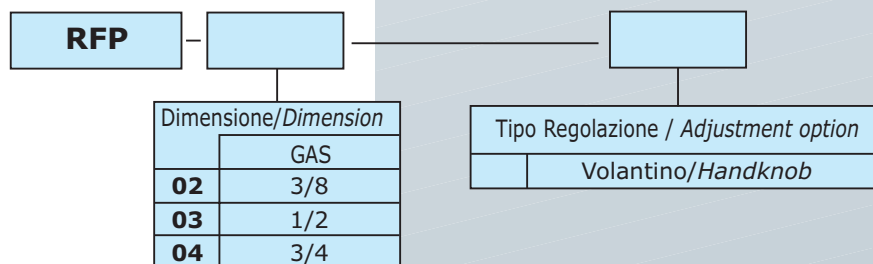 RFP –
Dimensione/Dimension
GAS
02 3/8
03 1/2
04 3/4
Tipo Regolazione / Adjustment option
Volantino/Handknob